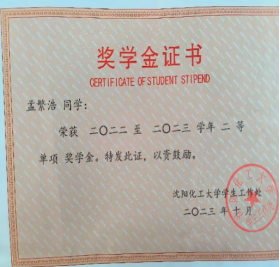 奖学金证书
CERTIFICATE OF STUDENT STIPEND
孟繁浩 同学：
荣获 二〇二二 至 二〇二三 学年 二 等
单项 奖学金。特发此证，以资鼓励。
沈阳化工大学学生工作处
二〇二三 年 十 月